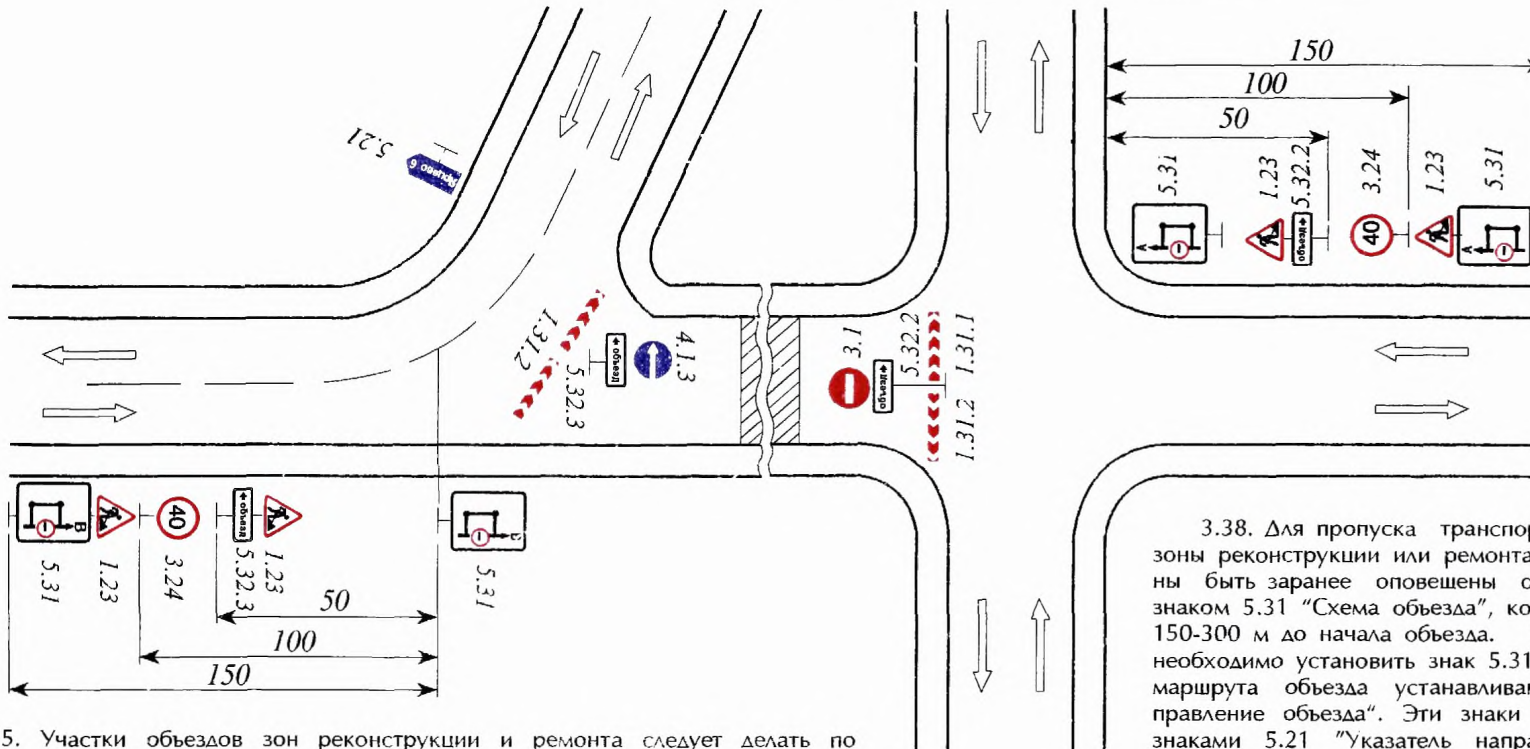 150
100
50
5.31
1.23
5.32.2
3.24
1.23
5.31
A
объезд
40
A
5.21
1.31.2
5.32.3
объезд
4.1.3
3.1
объезд
5.32.2
1.31.1
1.31.2
B
40
объезд
5.31
1.23
3.24
5.32.3
1.23
5.31
50
100
150
3.38. Для пропуска
зоны реконструкции или ремонта
ны быть заранее оповещены
знаком 5.31 "Схема объезда",
150-300 м до начала объезда.
необходимо установить знак 5.31
маршрута объезда
правление объезда". Эти знаки
знаками 5.21 "Указатель
5. Участки объездов зон реконструкции и ремонта следует делать по